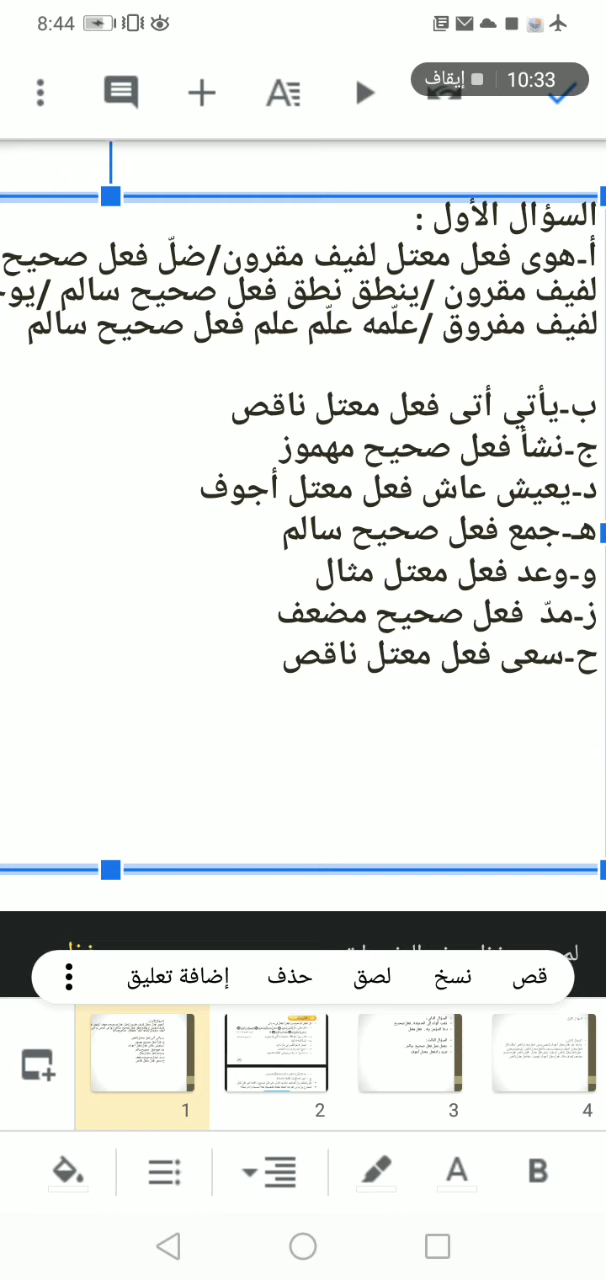 8:44
10:33 إيقاف
السؤال الأول :
أ-هوى فعل معتل لفيف مقرون/ضلّ فعل صحيح
لفيف مقرون /ينطق نطق فعل صحيح سالم /يو
لفيف مفروق /علّمه علّم علم فعل صحيح سالم
ب-يأتي أتى فعل معتل ناقص
ج-نشأ فعل صحيح مهموز
د-يعيش عاش فعل معتل أجوف
هـ-جمع فعل صحيح سالم
و-وعد فعل معتل مثال
ز-مدّ فعل صحيح مضعف
ح-سعى فعل معتل ناقص
قص نسخ لصق حذف إضافة تعليق
1 2 3 4
A B